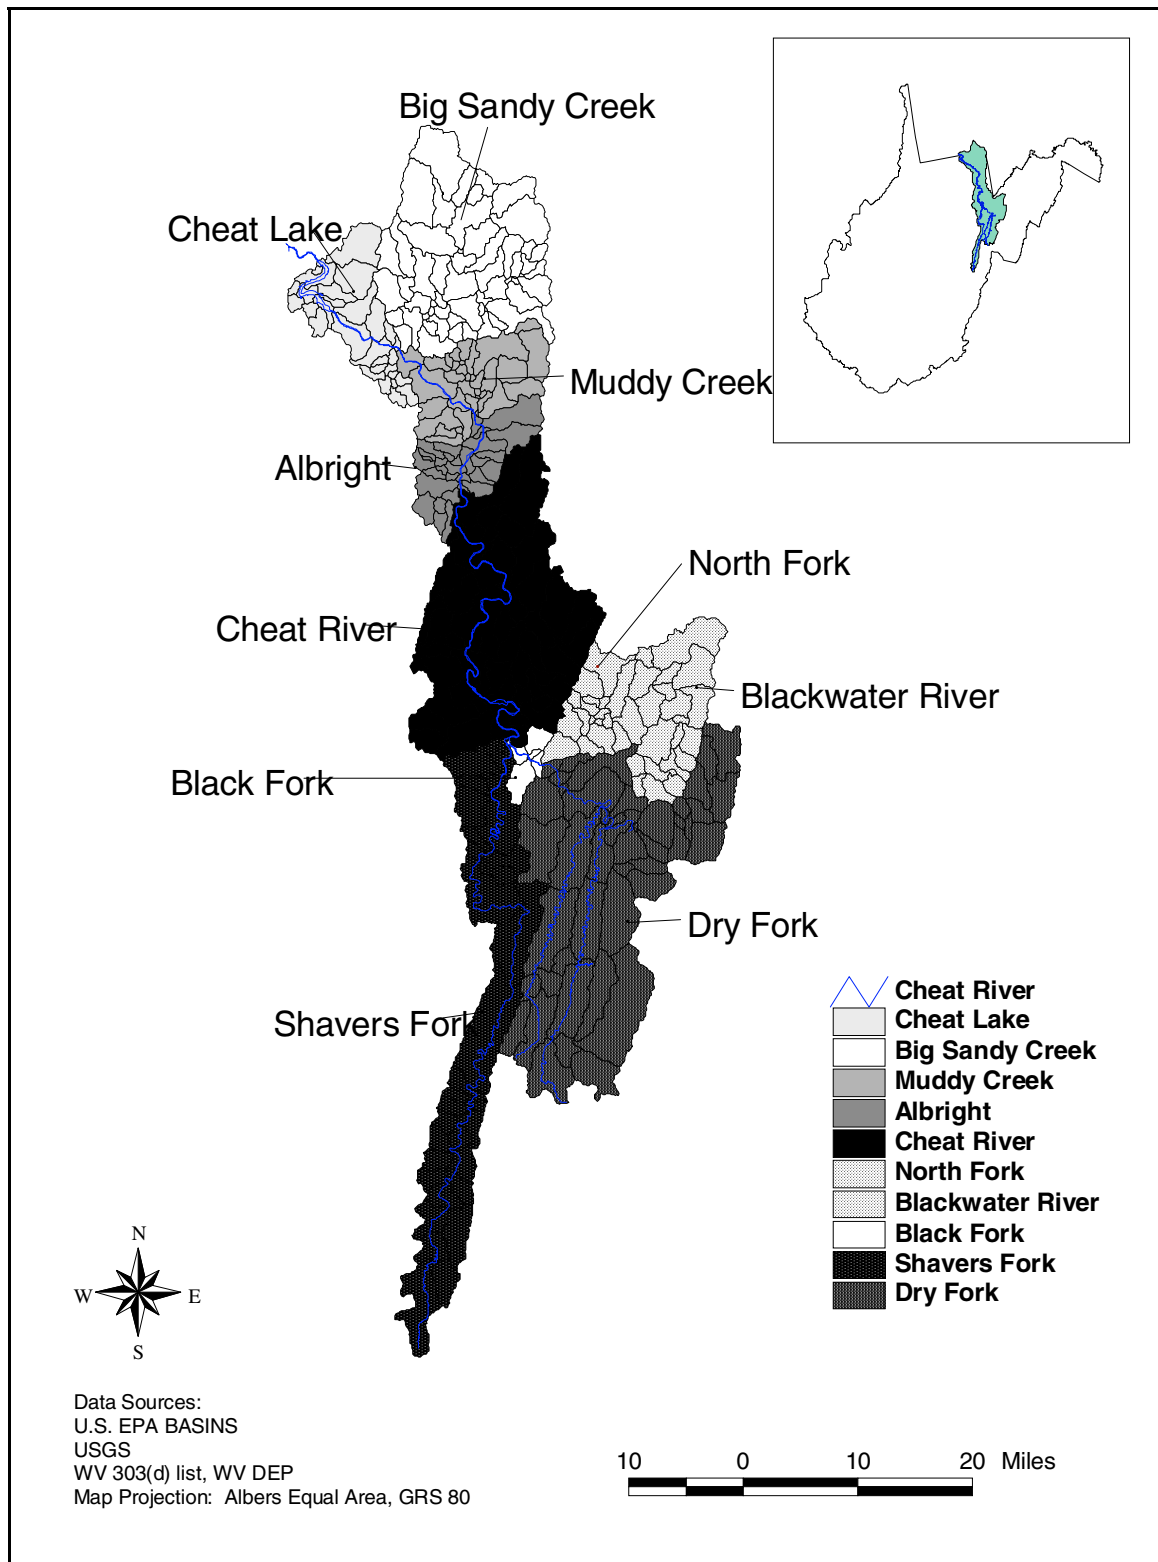 Big Sandy Creek
Cheat Lake
Muddy Creek
Albright
North Fork
Cheat River
Blackwater River
Black Fork
Dry Fork
Shavers Fork
Cheat River
Cheat Lake
Big Sandy Creek
Muddy Creek
Albright
Cheat River
North Fork
Blackwater River
Black Fork
Shavers Fork
Dry Fork
N
W E
S
Data Sources:
U.S. EPA BASINS
USGS
WV 303(d) list, WV DEP
Map Projection: Albers Equal Area, GRS 80
10 0 10 20 Miles